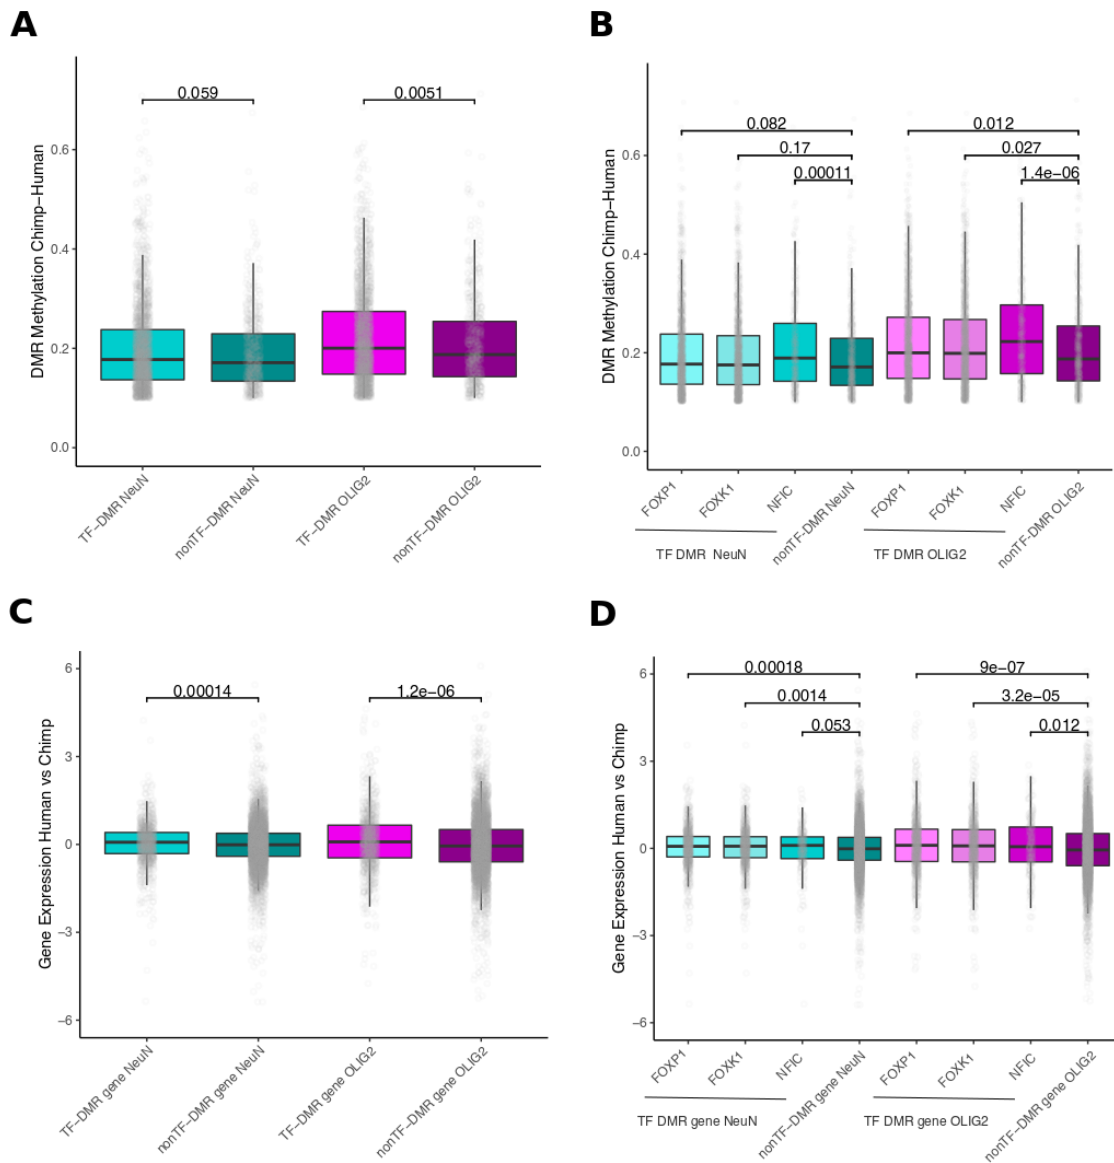 A
DMR Methylation Chimp−Human
0.6
0.4
0.2
0.0
0.059
0.0051
TF−DMR NeuN
nonTF−DMR NeuN
TF−DMR OLIG2
nonTF−DMR OLIG2
B
DMR Methylation Chimp−Human
0.6
0.4
0.2
0.0
0.082
0.012
0.17
0.027
0.00011
1.4e−06
FOXP1
FOXK1
NFIC
nonTF−DMR NeuN
FOXP1
FOXK1
NFIC
nonTF−DMR OLIG2
TF DMR NeuN
TF DMR OLIG2
C
Gene Expression Human vs Chimp
6
3
0
−3
−6
0.00014
1.2e−06
TF−DMR gene NeuN
nonTF−DMR gene NeuN
TF−DMR gene OLIG2
nonTF−DMR gene OLIG2
D
Gene Expression Human vs Chimp
6
3
0
−3
−6
0.00018
9e−07
0.0014
3.2e−05
0.053
0.012
FOXP1
FOXK1
NFIC
nonTF−DMR gene NeuN
FOXP1
FOXK1
NFIC
nonTF−DMR gene OLIG2
TF DMR gene NeuN
TF DMR gene OLIG2